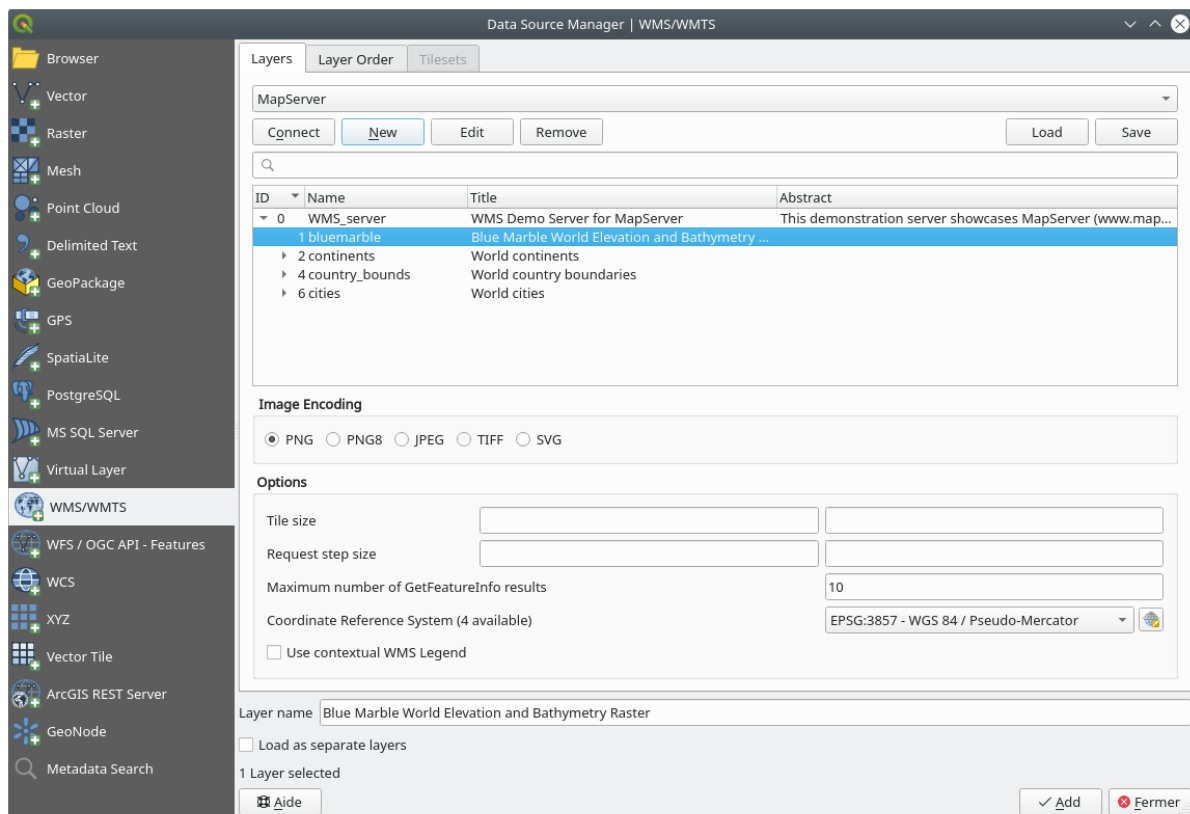 Data Source Manager | WMS/WMTS
Browser
Vector
Raster
Mesh
Point Cloud
Delimited Text
GeoPackage
GPS
SpatiaLite
PostgreSQL
MS SQL Server
Virtual Layer
WMS/WMTS
WFS / OGC API - Features
WCS
XYZ
Vector Tile
ArcGIS REST Server
GeoNode
Metadata Search
Layers Layer Order Tilesets
MapServer
Connect New Edit Remove Load Save
ID Name Title Abstract
0 WMS_server WMS Demo Server for MapServer This demonstration server showcases MapServer (www.map...
1 bluemarble Blue Marble World Elevation and Bathymetry ...
2 continents World continents
4 country_bounds World country boundaries
6 cities World cities
Image Encoding
PNG PNG8 JPEG TIFF SVG
Options
Tile size
Request step size
Maximum number of GetFeatureInfo results 10
Coordinate Reference System (4 available) EPSG:3857 - WGS 84 / Pseudo-Mercator
Use contextual WMS Legend
Layer name Blue Marble World Elevation and Bathymetry Raster
Load as separate layers
1 Layer selected
Aide Add Fermer